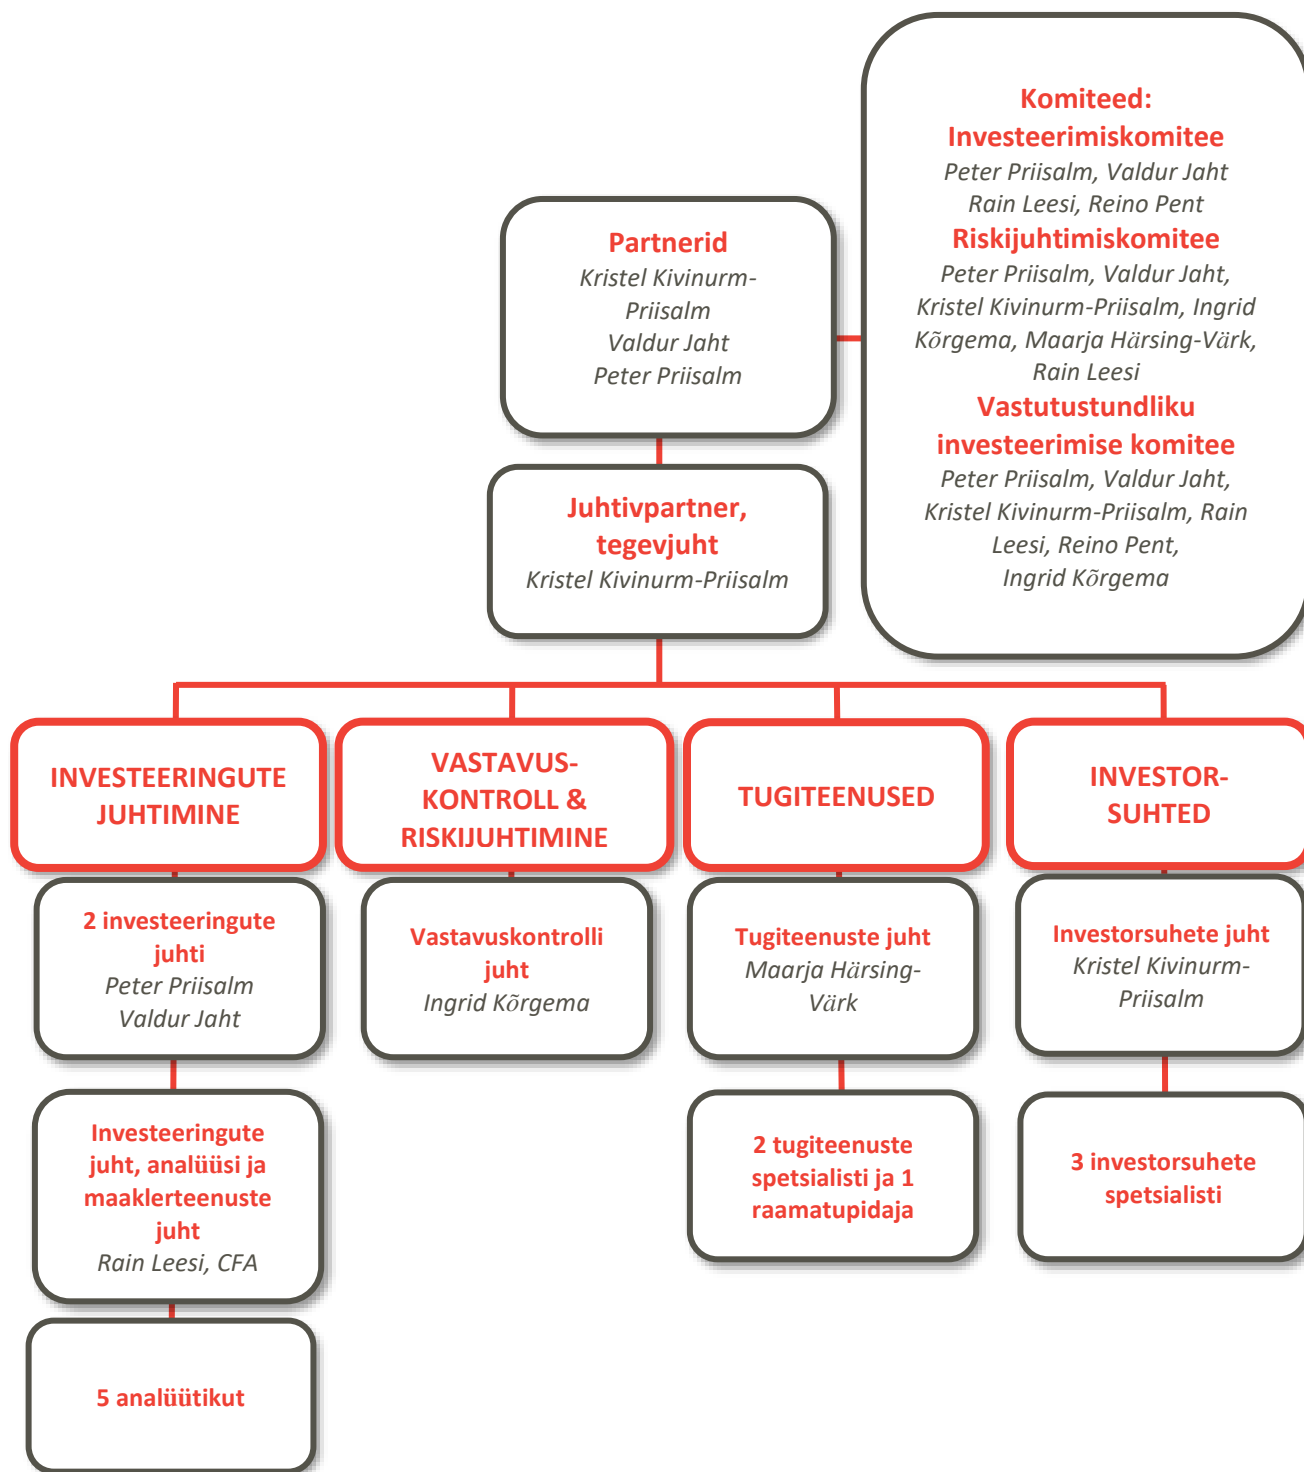 Komiteed:
Investeerimiskomitee
Peter Priisalm, Valdur Jaht
Rain Leesi, Reino Pent
Riskijuhtimiskomitee
Peter Priisalm, Valdur Jaht,
Kristel Kivinurm-Priisalm, Ingrid
Kõrgema, Maarja Härsing-Värk,
Rain Leesi
Vastutustundliku
investeerimise komitee
Peter Priisalm, Valdur Jaht,
Kristel Kivinurm-Priisalm, Rain
Leesi, Reino Pent,
Ingrid Kõrgema
Partnerid
Kristel Kivinurm-
Priisalm
Valdur Jaht
Peter Priisalm
Juhtivpartner,
tegevjuht
Kristel Kivinurm-Priisalm
INVESTEERINGUTE
JUHTIMINE
VASTAVUS-
KONTROLL &
RISKIJUHTIMINE
TUGITEENUSED
INVESTOR-
SUHTED
2 investeeringute
juhti
Peter Priisalm
Valdur Jaht
Vastavuskontrolli
juht
Ingrid Kõrgema
Tugiteenuste juht
Maarja Härsing-
Värk
Investorsuhete juht
Kristel Kivinurm-
Priisalm
Investeeringute
juht, analüüsi ja
maaklerteenuste
juht
Rain Leesi, CFA
2 tugiteenuste
spetsialisti ja 1
raamatupidaja
3 investorsuhete
spetsialisti
5 analüütikut